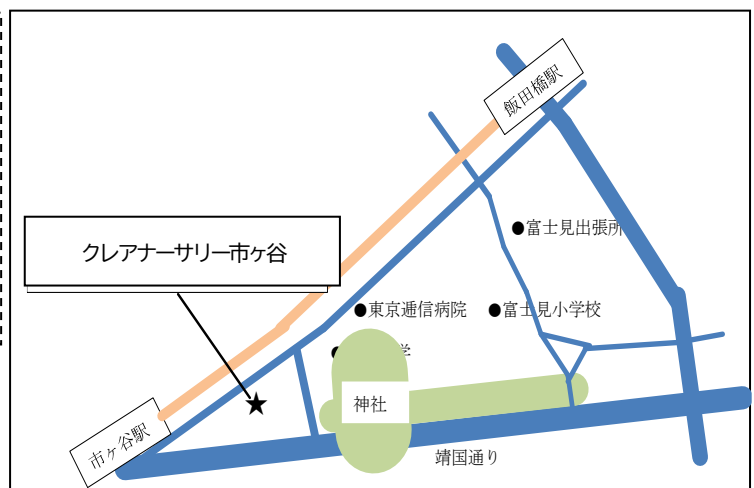 飯田橋駅
●富士見出張所
クレアナーサリー市ヶ谷
●東京逓信病院
●富士見小学校
学
神社
市ヶ谷駅
靖国通り